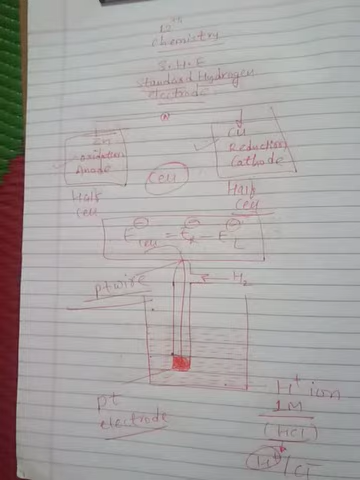 12th
Chemistry
S.H.E
Standard Hydrogen
electrode
Zn
oxidation
Anode
Half
cell
Cell
Cu
Reduction
Cathode
Half
Cell
E⊖cell = E⊖R - E⊖L
pt wire
H2
pt
electrode
H+ ion
1M
(HCl)
H+/Cl-